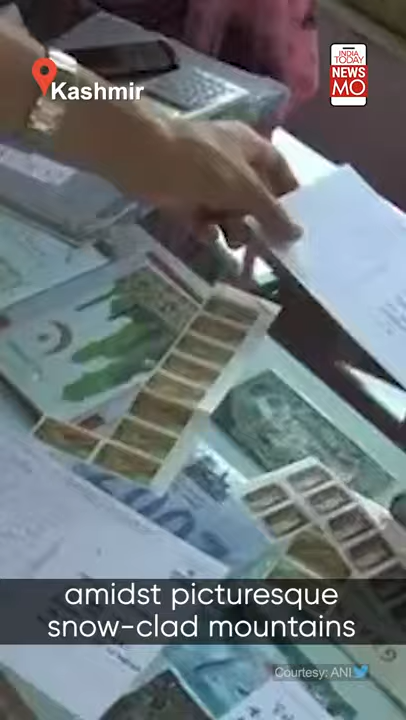 Kashmir
INDIA
TODAY
NEWS
MO
amidst picturesque
snow-clad mountains
Courtesy: ANI